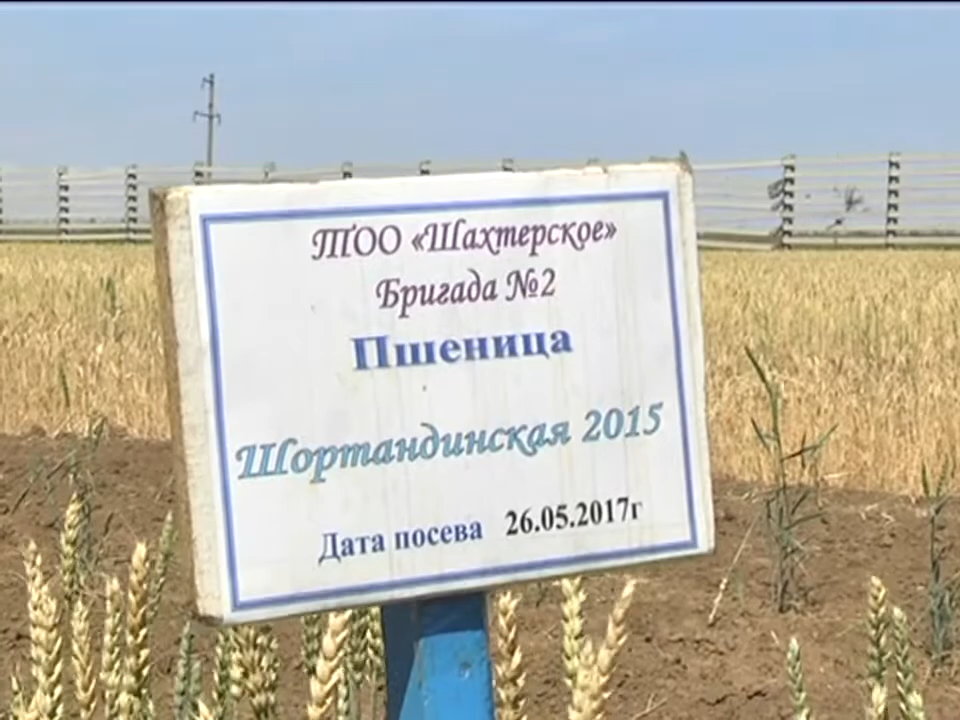 ТОО «Шахтерское»
Бригада №2
Пшеница
Шортандинская 2015
Дата посева 26.05.2017г